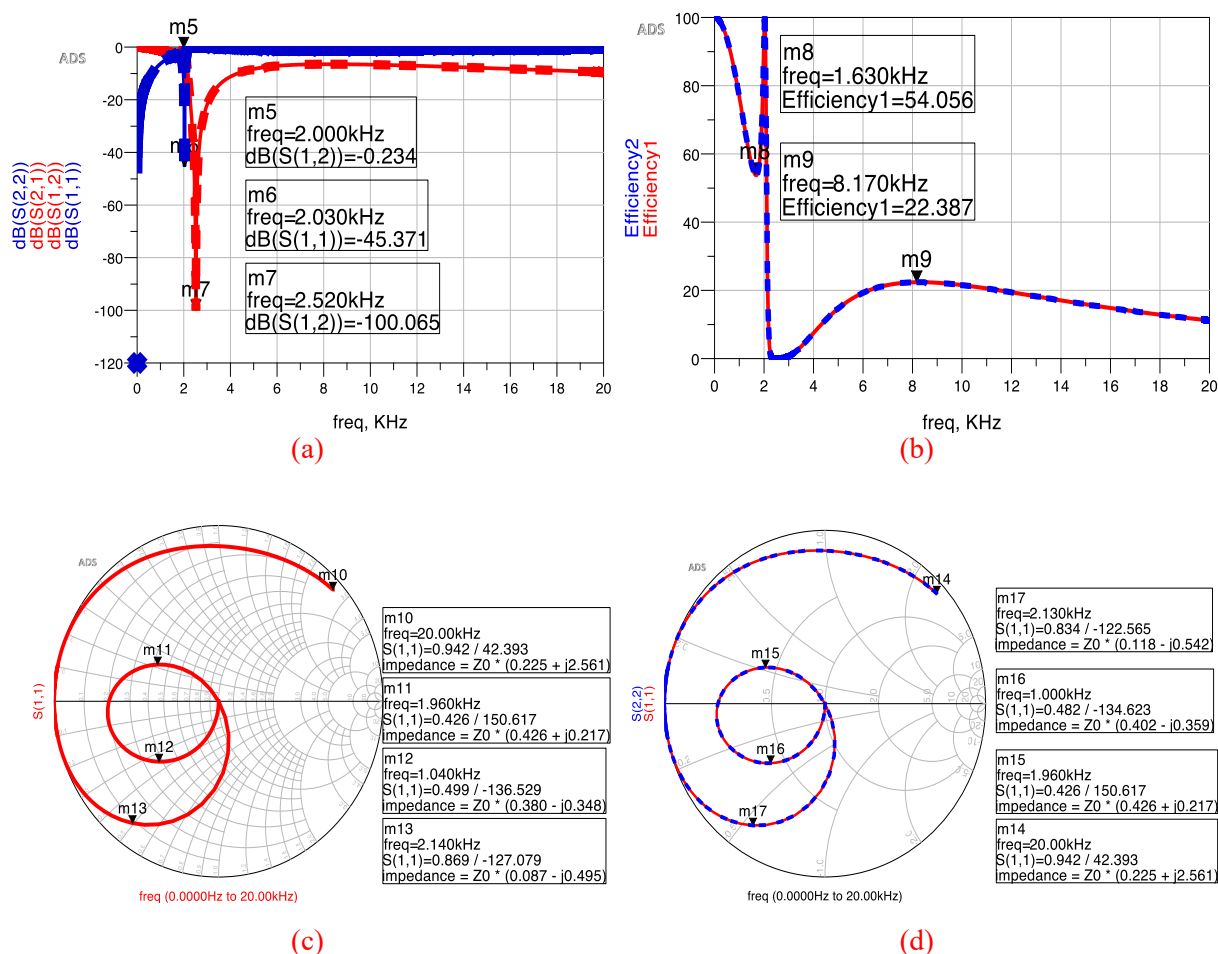 m5
ADS
0
-20
-40
-60
-80
-100
-120
dB(S(2,2))
dB(S(2,1))
dB(S(1,2))
dB(S(1,1))
m5
freq=2.000kHz
dB(S(1,2))=-0.234
m6
freq=2.030kHz
dB(S(1,1))=-45.371
m7
freq=2.520kHz
dB(S(1,2))=-100.065
m7
0 2 4 6 8 10 12 14 16 18 20
freq, KHz
(a)
ADS
100
80
60
40
20
0
Efficiency2
Efficiency1
m8
freq=1.630kHz
Efficiency1=54.056
m9
freq=8.170kHz
Efficiency1=22.387
m8
m9
0 2 4 6 8 10 12 14 16 18 20
freq, KHz
(b)
ADS
m10
m11
m12
m13
S(1,1)
m10
freq=20.00kHz
S(1,1)=0.942 / 42.393
impedance = Z0 * (0.225 + j2.561)
m11
freq=1.960kHz
S(1,1)=0.426 / 150.617
impedance = Z0 * (0.426 + j0.217)
m12
freq=1.040kHz
S(1,1)=0.499 / -136.529
impedance = Z0 * (0.380 - j0.348)
m13
freq=2.140kHz
S(1,1)=0.869 / -127.079
impedance = Z0 * (0.087 - j0.495)
freq (0.0000Hz to 20.00kHz)
(c)
ADS
m14
m15
m16
m17
S(2,2)
S(1,1)
m17
freq=2.130kHz
S(1,1)=0.834 / -122.565
impedance = Z0 * (0.118 - j0.542)
m16
freq=1.000kHz
S(1,1)=0.482 / -134.623
impedance = Z0 * (0.402 - j0.359)
m15
freq=1.960kHz
S(1,1)=0.426 / 150.617
impedance = Z0 * (0.426 + j0.217)
m14
freq=20.00kHz
S(1,1)=0.942 / 42.393
impedance = Z0 * (0.225 + j2.561)
freq (0.0000Hz to 20.00kHz)
(d)